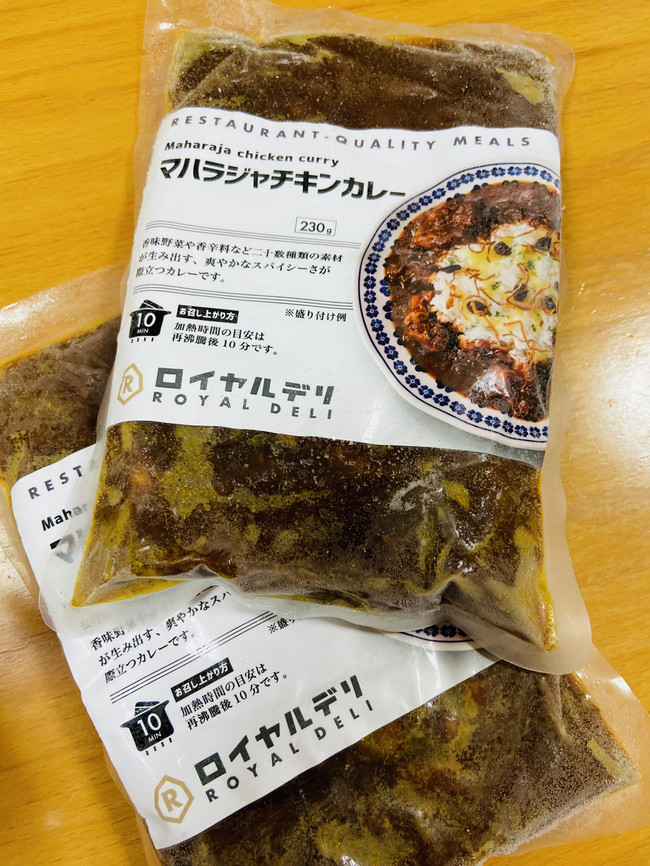 RESTAURANT-QUALITY MEALS
Maharaja chicken curry
マハラジャチキンカレー
230g
香味野菜や香辛料など二十数種類の素材
が生み出す、爽やかなスパイシーさが
際立つカレーです。
10
MIN
お召し上がり方
※盛り付け例
加熱時間の目安は
再沸騰後10分です。
R
ロイヤルデリ
ROYAL DELI
RESTA
Mahar
マハ
香味野
が生み出す、爽やかなスパ
際立つカレーです。
※盛り
10
MIN
お召し上がり方
加熱時間の目安は
再沸騰後10分です。
R
ロイヤルデリ
ROYAL DELI